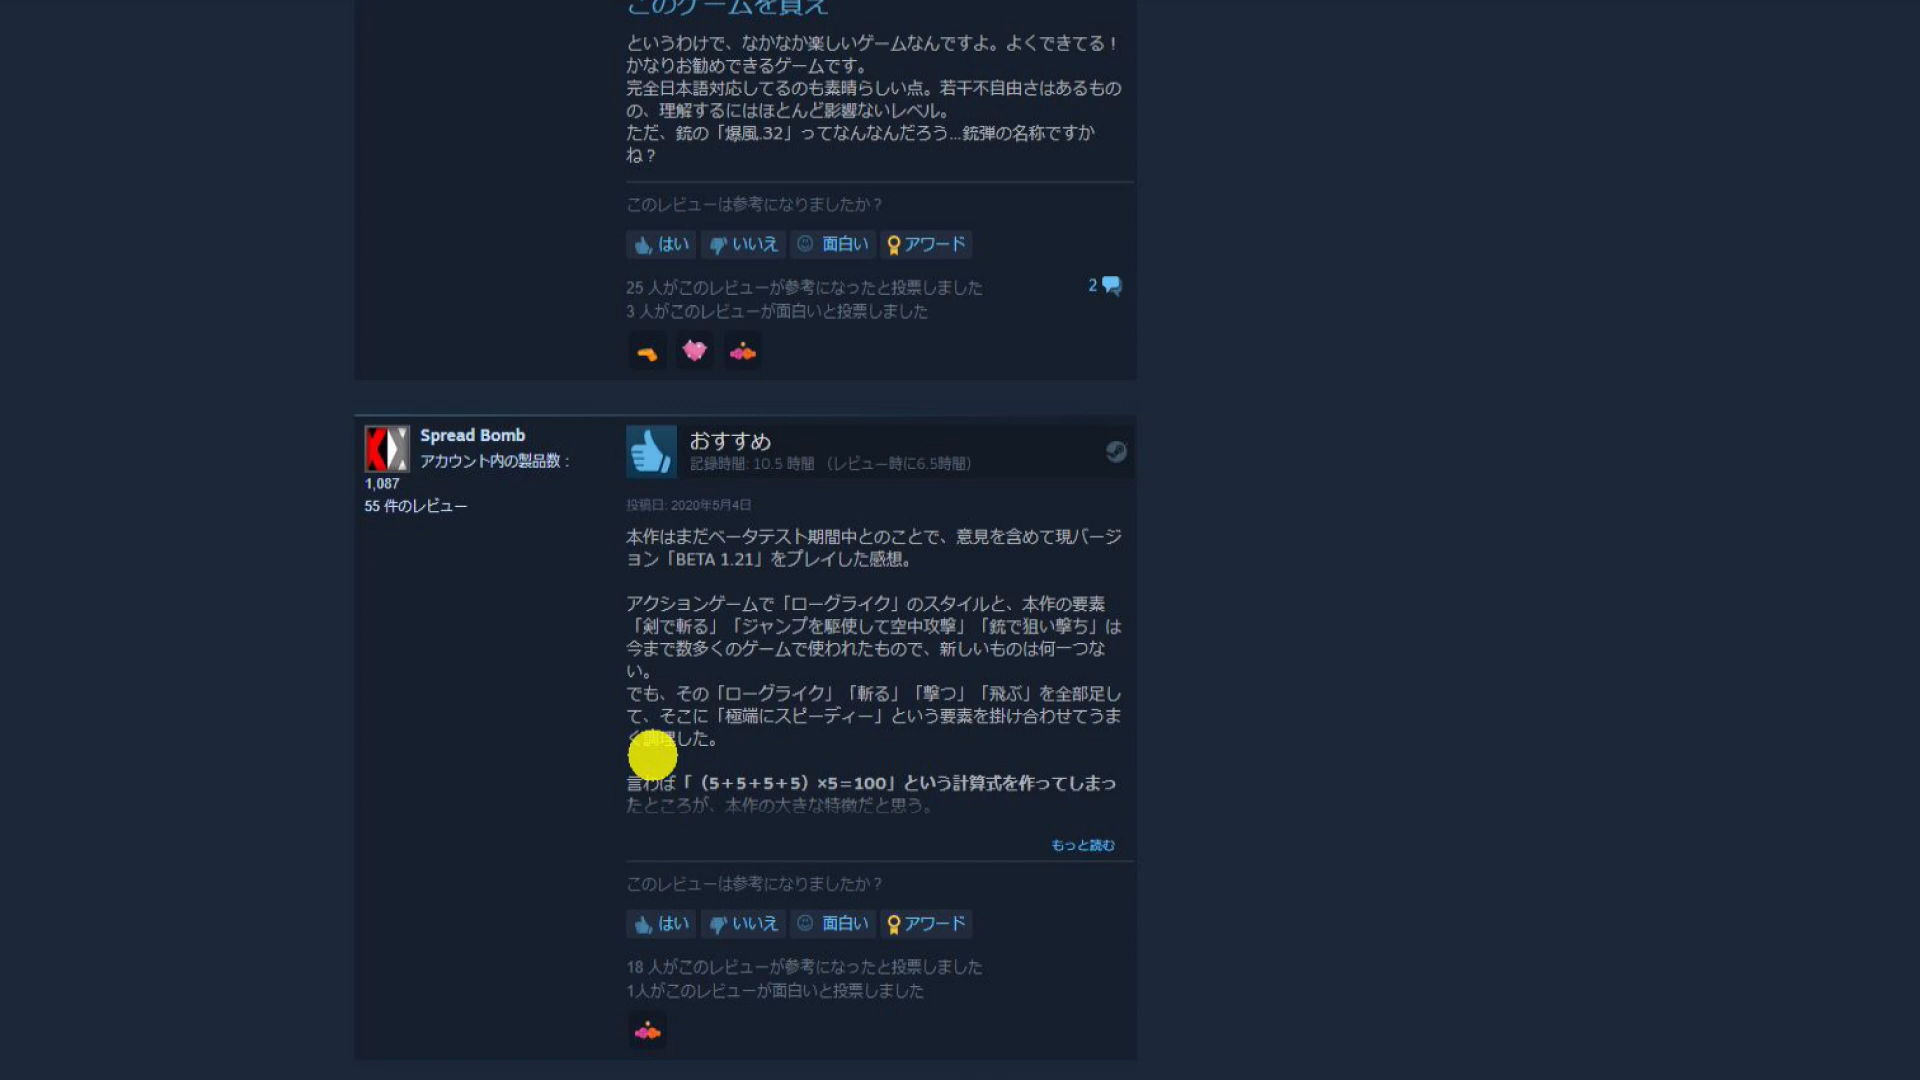 このゲームを買え
というわけで、なかなか楽しいゲームなんですよ。よくできてる！
かなりお勧めできるゲームです。
完全日本語対応してるのも素晴らしい点。若干不自由さはあるもの
の、理解するにはほとんど影響ないレベル。
ただ、銃の「爆風.32」ってなんなんだろう...銃弾の名称ですか
ね？
このレビューは参考になりましたか？
はい いいえ 面白い アワード
25 人がこのレビューが参考になったと投票しました
2
3 人がこのレビューが面白いと投票しました
Spread Bomb
アカウント内の製品数：
1,087
55 件のレビュー
おすすめ
記録時間: 10.5 時間 （レビュー時に6.5時間）
投稿日: 2020年5月4日
本作はまだベータテスト期間中とのことで、意見を含めて現バージ
ョン「BETA 1.21」をプレイした感想。
アクションゲームで「ローグライク」のスタイルと、本作の要素
「剣で斬る」「ジャンプを駆使して空中攻撃」「銃で狙い撃ち」は
今まで数多くのゲームで使われたもので、新しいものは何一つな
い。
でも、その「ローグライク」「斬る」「撃つ」「飛ぶ」を全部足し
て、そこに「極端にスピーディー」という要素を掛け合わせてうま
く調理した。
言わば「（5+5+5+5）×5=100」という計算式を作ってしまっ
たところが、本作の大きな特徴だと思う。
もっと読む
このレビューは参考になりましたか？
はい いいえ 面白い アワード
18 人がこのレビューが参考になったと投票しました
1人がこのレビューが面白いと投票しました